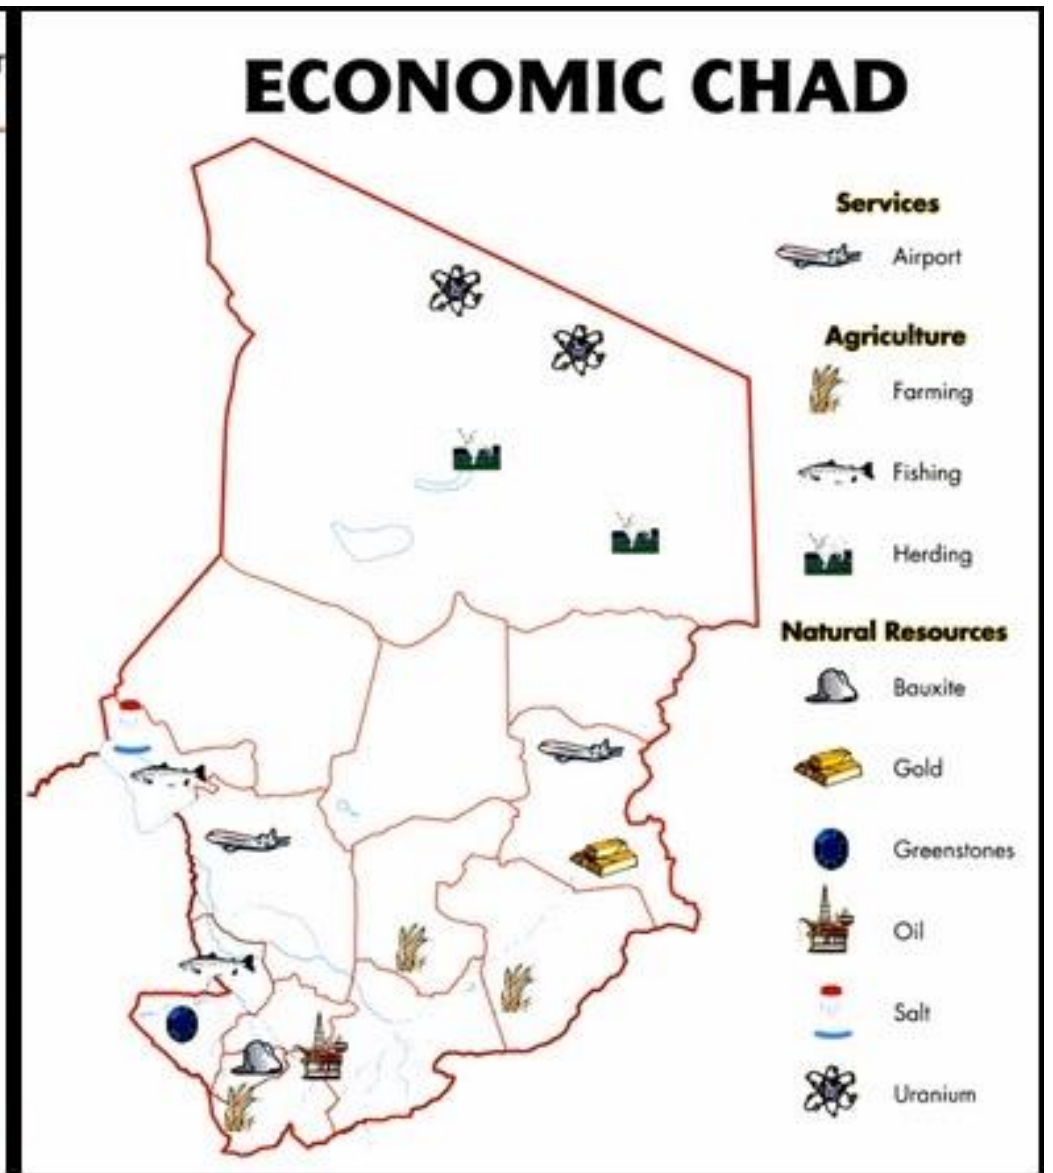 ECONOMIC CHAD
Services
Airport
Agriculture
Farming
Fishing
Herding
Natural Resources
Bauxite
Gold
Greenstones
Oil
Salt
Uranium